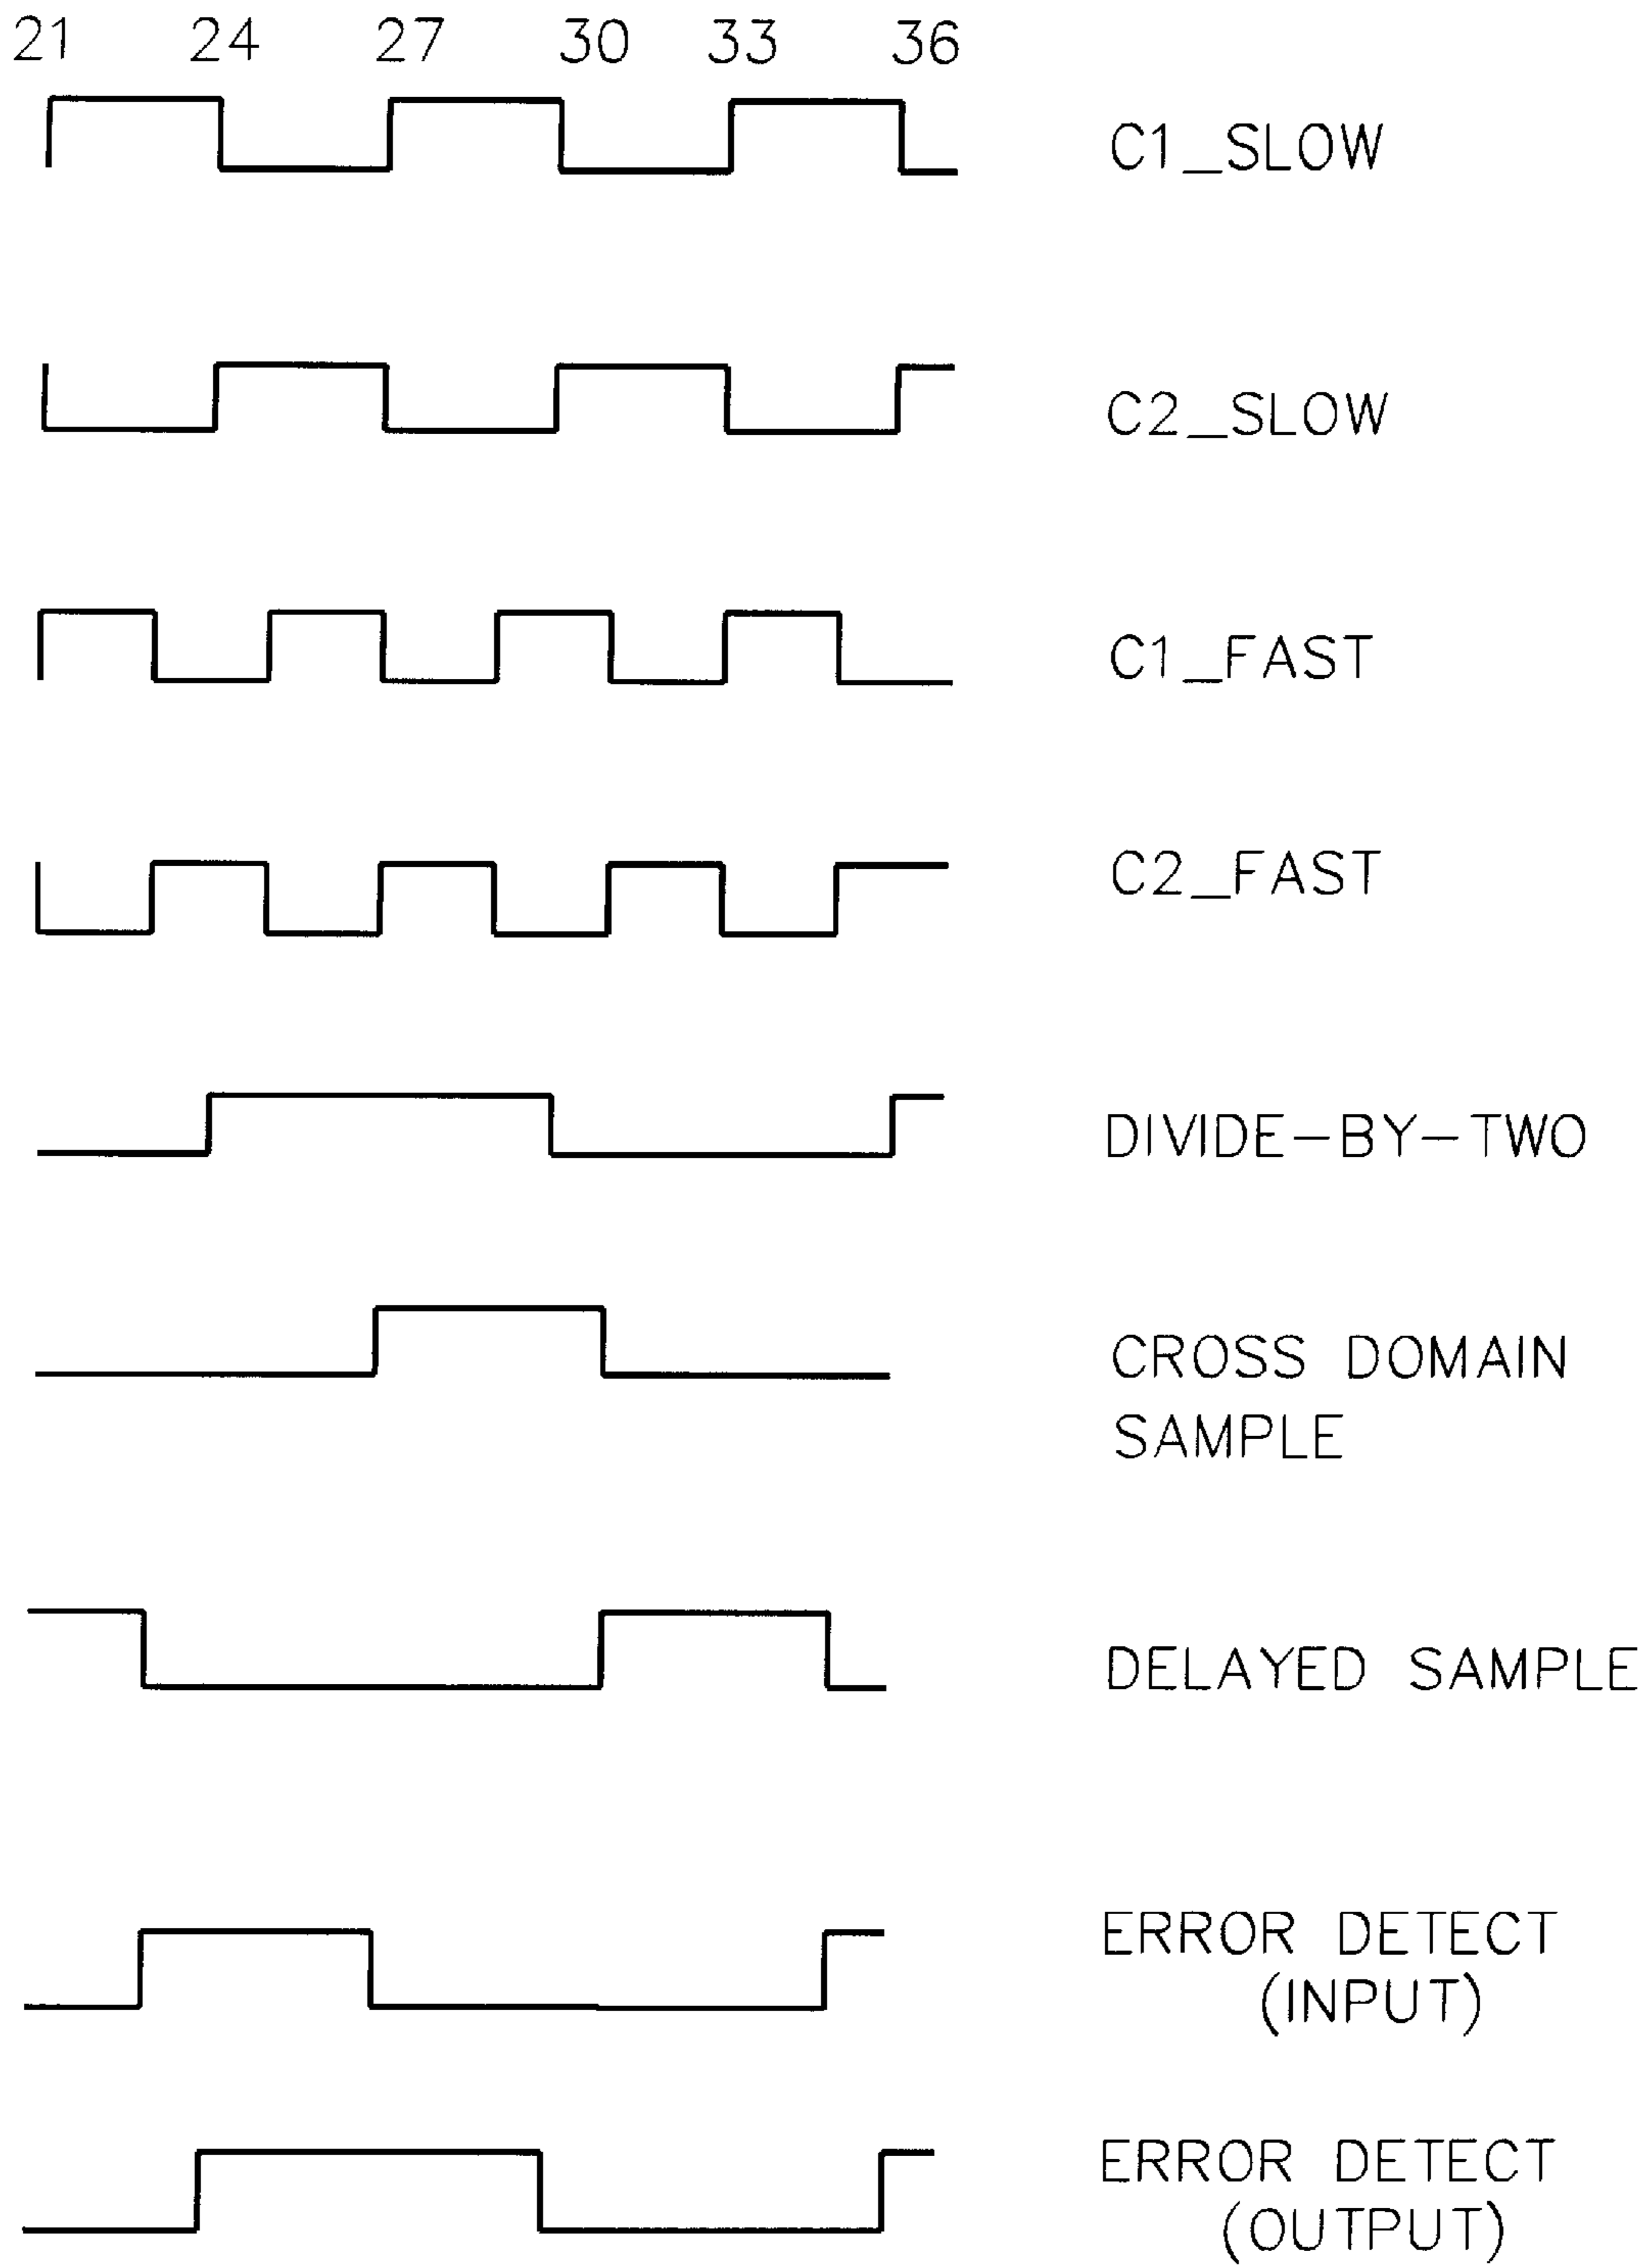 21 24 27 30 33 36
C1_SLOW
C2_SLOW
C1_FAST
C2_FAST
DIVIDE-BY-TWO
CROSS DOMAIN
SAMPLE
DELAYED SAMPLE
ERROR DETECT
(INPUT)
ERROR DETECT
(OUTPUT)